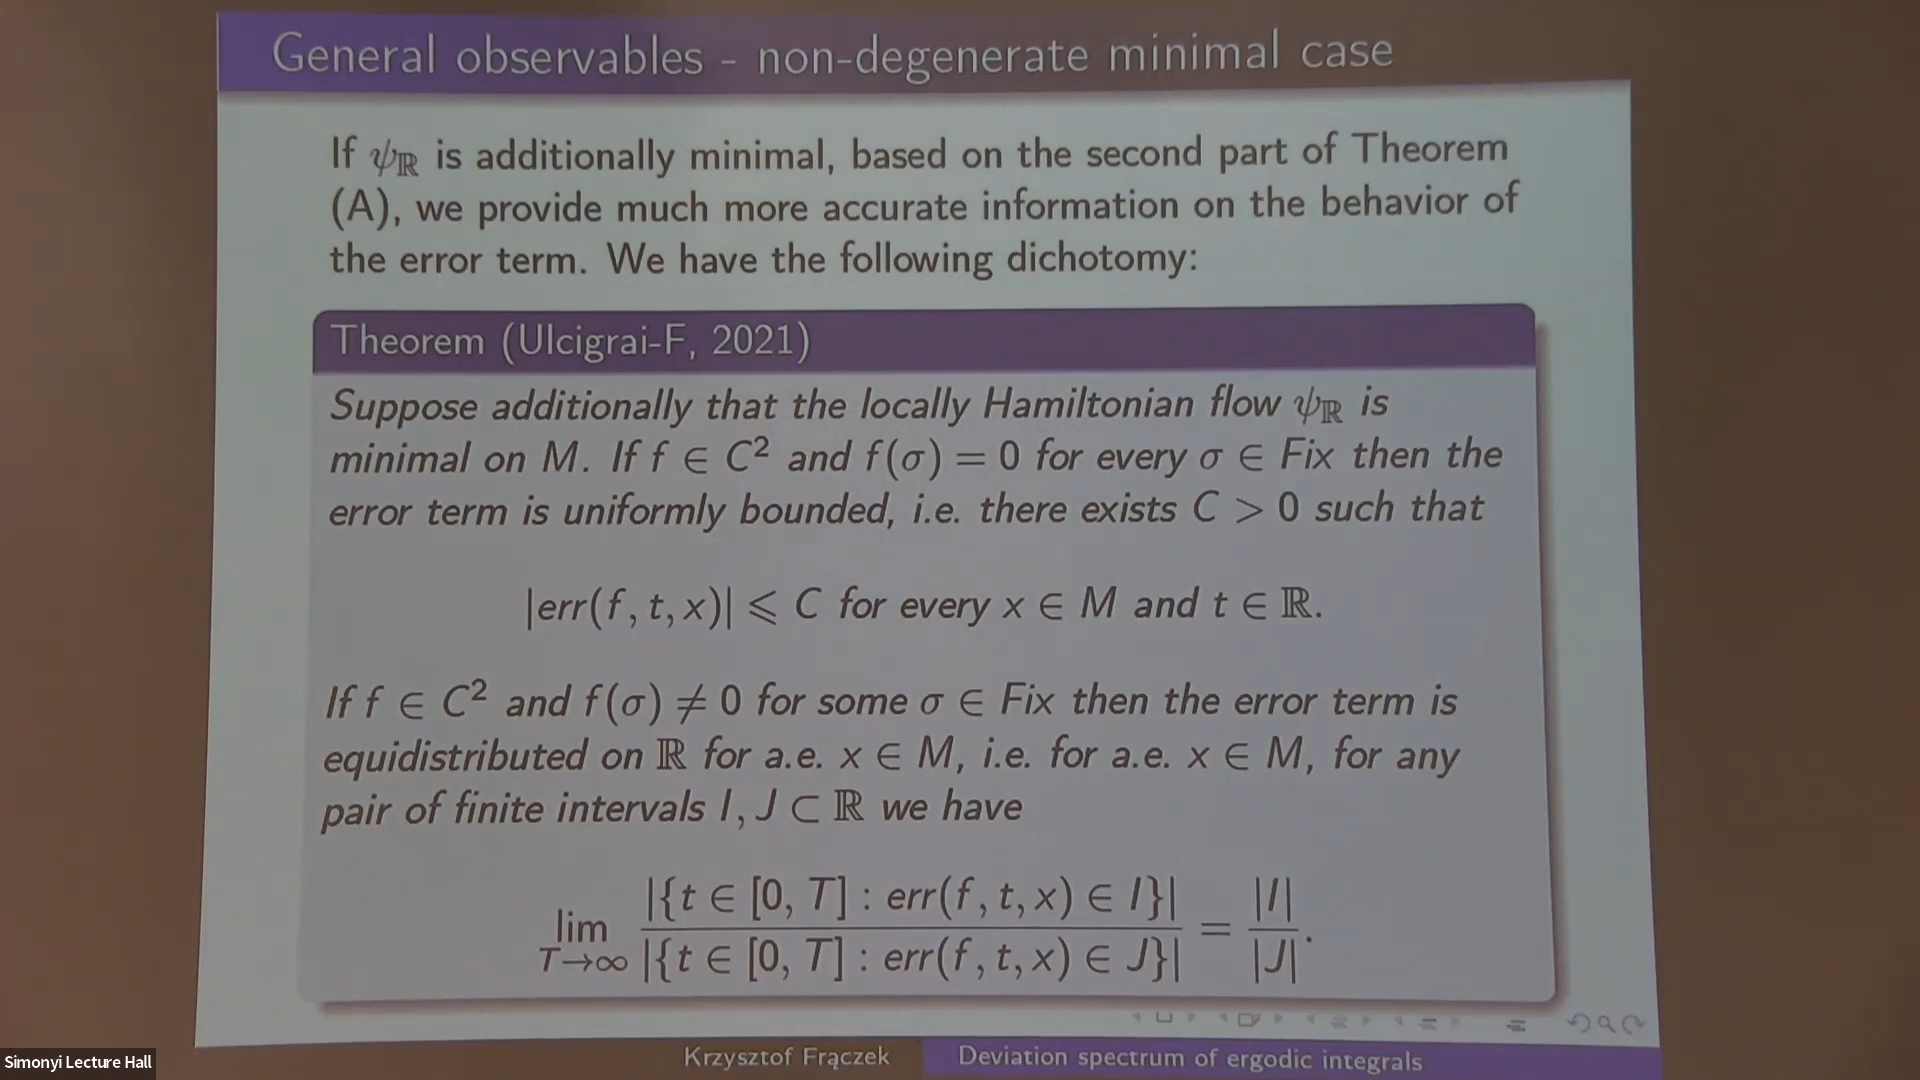 General observables - non-degenerate minimal case
If ψℝ is additionally minimal, based on the second part of Theorem
(A), we provide much more accurate information on the behavior of
the error term. We have the following dichotomy:
Theorem (Ulcigrai-F, 2021)
Suppose additionally that the locally Hamiltonian flow ψℝ is
minimal on M. If f ∈ C² and f(σ) = 0 for every σ ∈ Fix then the
error term is uniformly bounded, i.e. there exists C > 0 such that
|err(f, t, x)| ⩽ C for every x ∈ M and t ∈ ℝ.
If f ∈ C² and f(σ) ≠ 0 for some σ ∈ Fix then the error term is
equidistributed on ℝ for a.e. x ∈ M, i.e. for a.e. x ∈ M, for any
pair of finite intervals I, J ⊂ ℝ we have
lim T→∞ |{t ∈ [0, T] : err(f, t, x) ∈ I}| / |{t ∈ [0, T] : err(f, t, x) ∈ J}| = |I| / |J|.
Krzysztof Frączek Deviation spectrum of ergodic integrals
Simonyi Lecture Hall